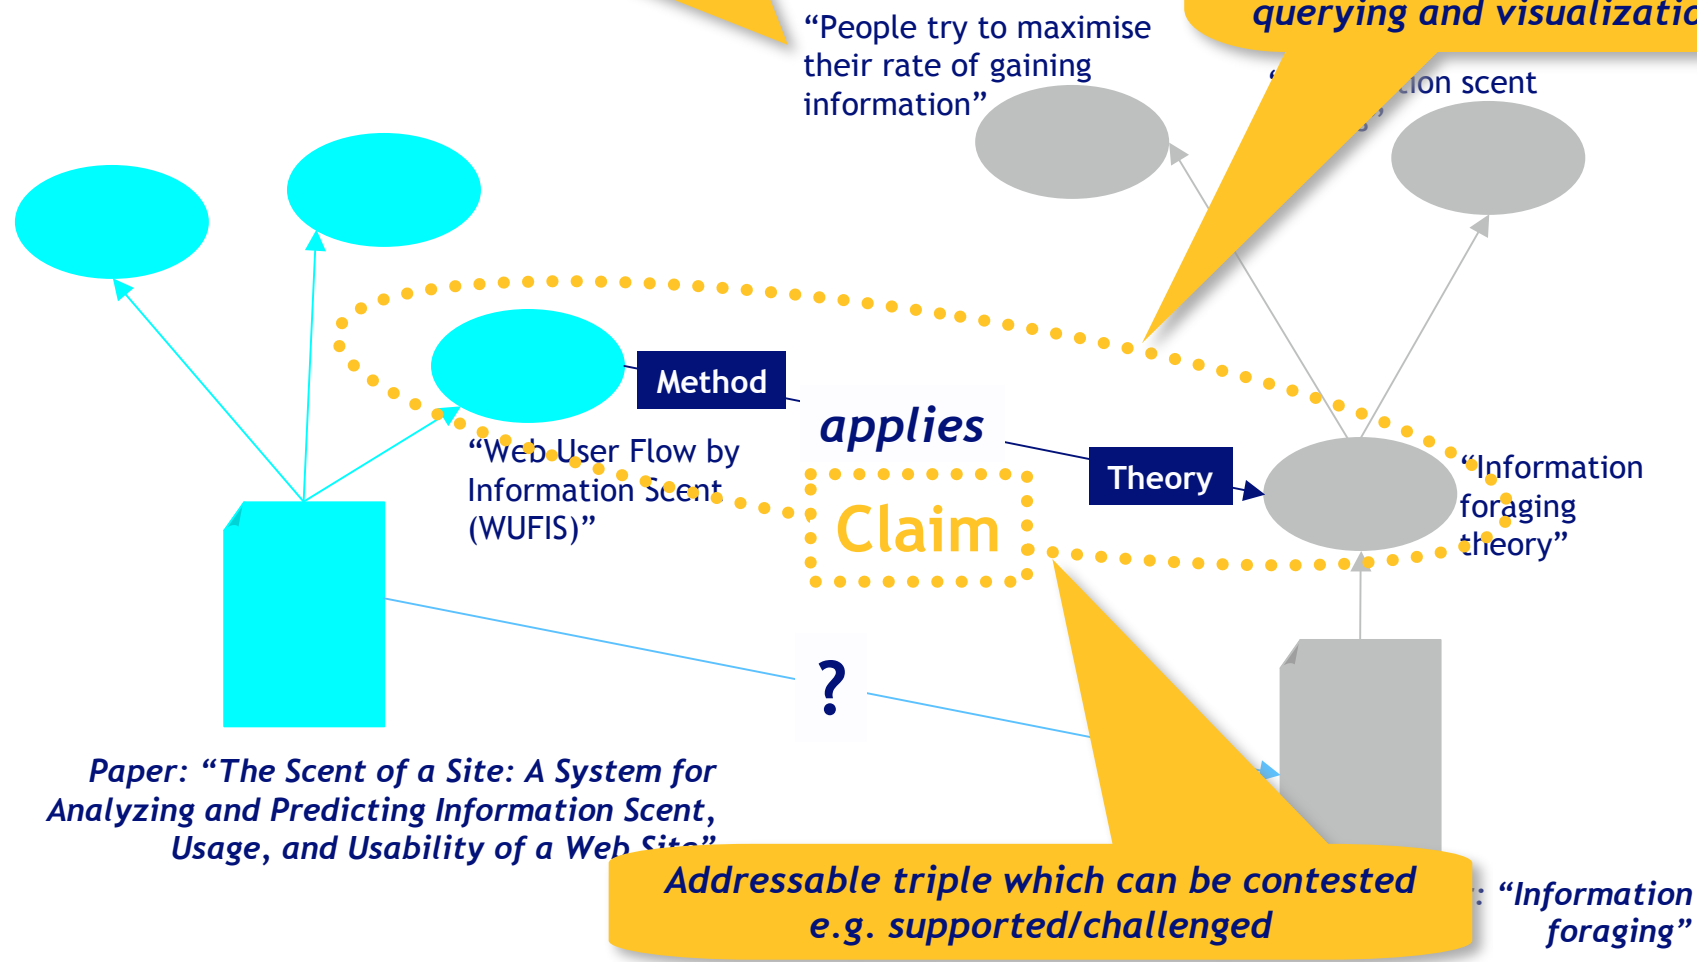 querying and visualizatio
“People try to maximise
their rate of gaining
information”
tion scent
Method
applies
Theory
“Web User Flow by
Information Scent
(WUFIS)”
Claim
“Information
foraging
theory”
?
Paper: “The Scent of a Site: A System for
Analyzing and Predicting Information Scent,
Usage, and Usability of a Web Site”
Addressable triple which can be contested
e.g. supported/challenged
: “Information
foraging”